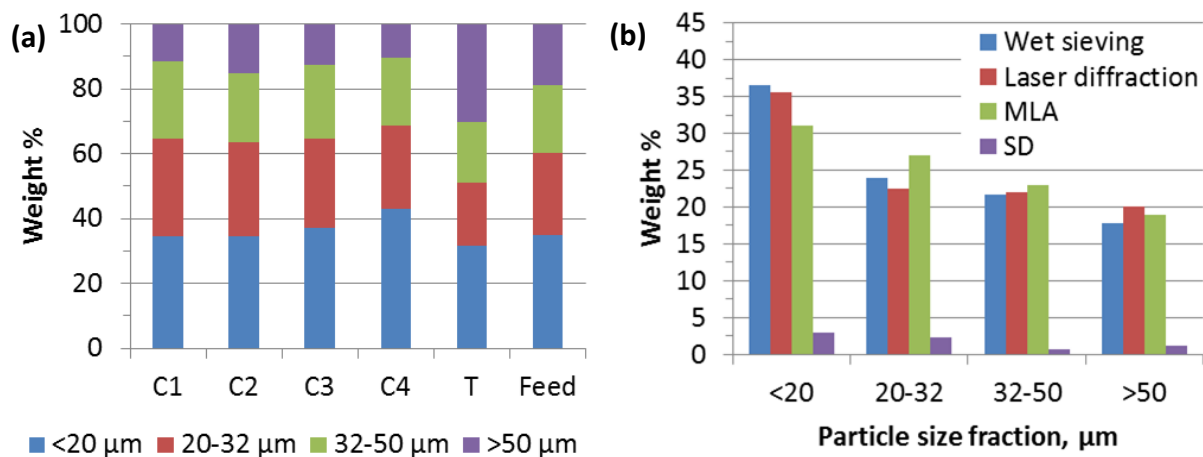 (a)
100
80
60
40
20
0
Weight %
C1 C2 C3 C4 T Feed
<20 µm 20-32 µm 32-50 µm >50 µm
(b)
45
40
35
30
25
20
15
10
5
0
Weight %
Wet sieving
Laser diffraction
MLA
SD
<20 20-32 32-50 >50
Particle size fraction, µm